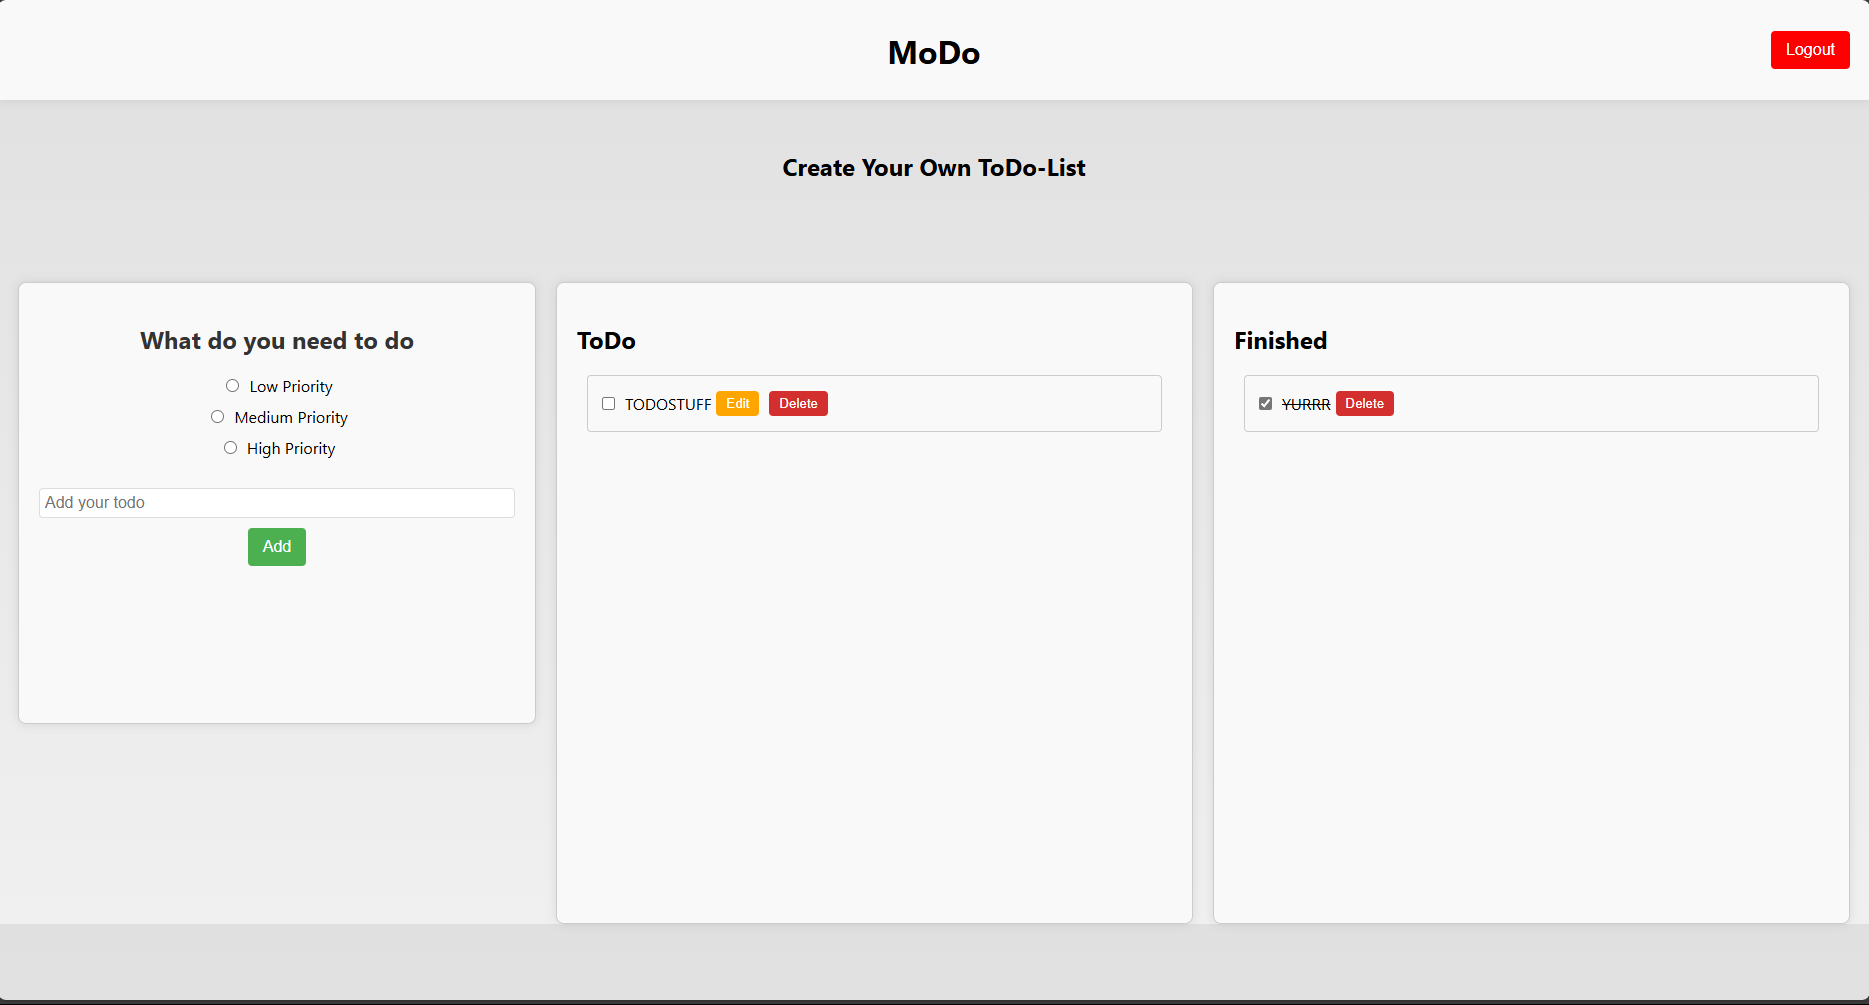 MoDo
Logout
Create Your Own ToDo-List
What do you need to do
Low Priority
Medium Priority
High Priority
Add your todo
Add
ToDo
TODOSTUFF Edit Delete
Finished
YURRR Delete